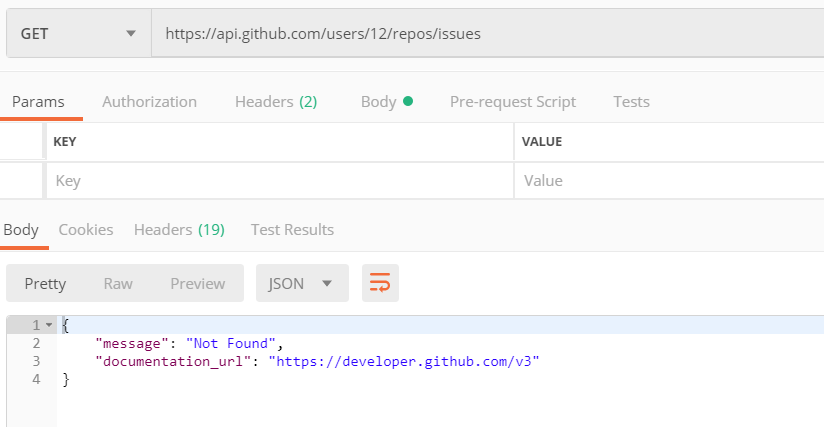 GET https://api.github.com/users/12/repos/issues
Params Authorization Headers (2) Body Pre-request Script Tests
KEY VALUE
Key Value
Body Cookies Headers (19) Test Results
Pretty Raw Preview JSON
1 {
2 "message": "Not Found",
3 "documentation_url": "https://developer.github.com/v3"
4 }